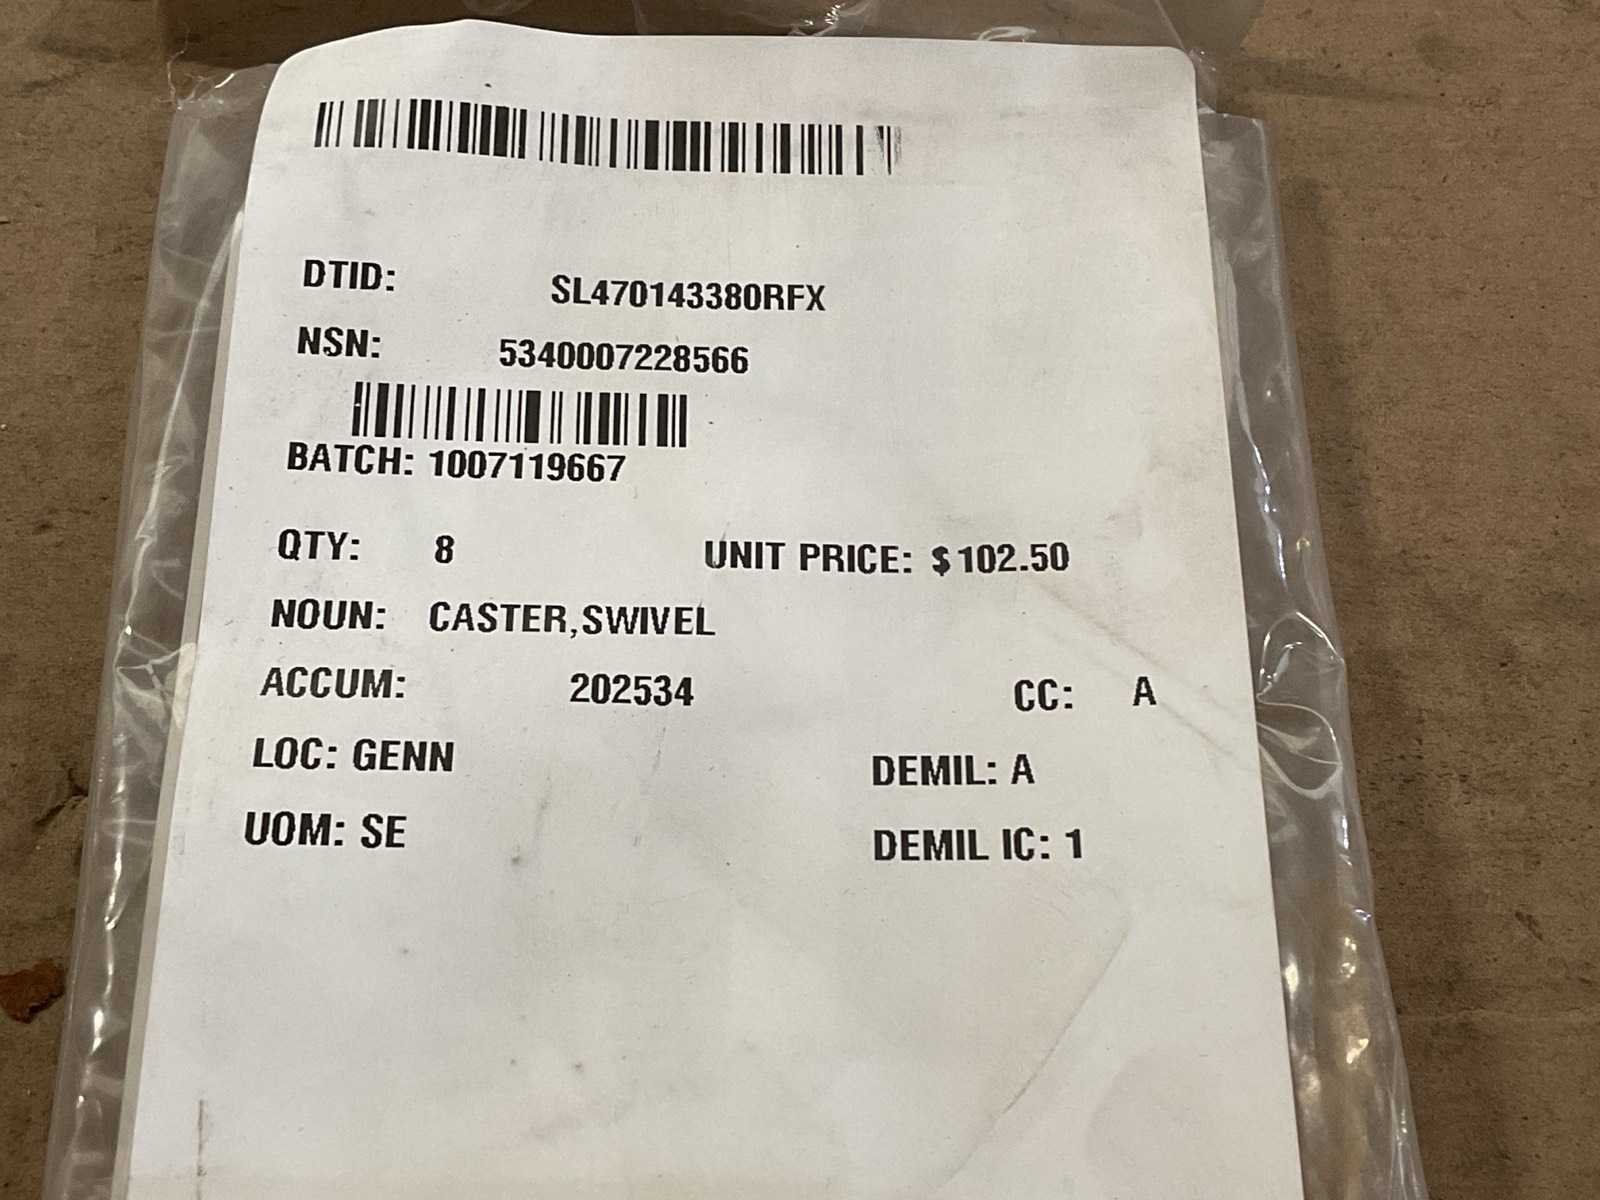 DTID: SL470143380RFX
NSN: 5340007228566
BATCH: 1007119667
QTY: 8 UNIT PRICE: $102.50
NOUN: CASTER,SWIVEL
ACCUM: 202534 CC: A
LOC: GENN DEMIL: A
UOM: SE DEMIL IC: 1